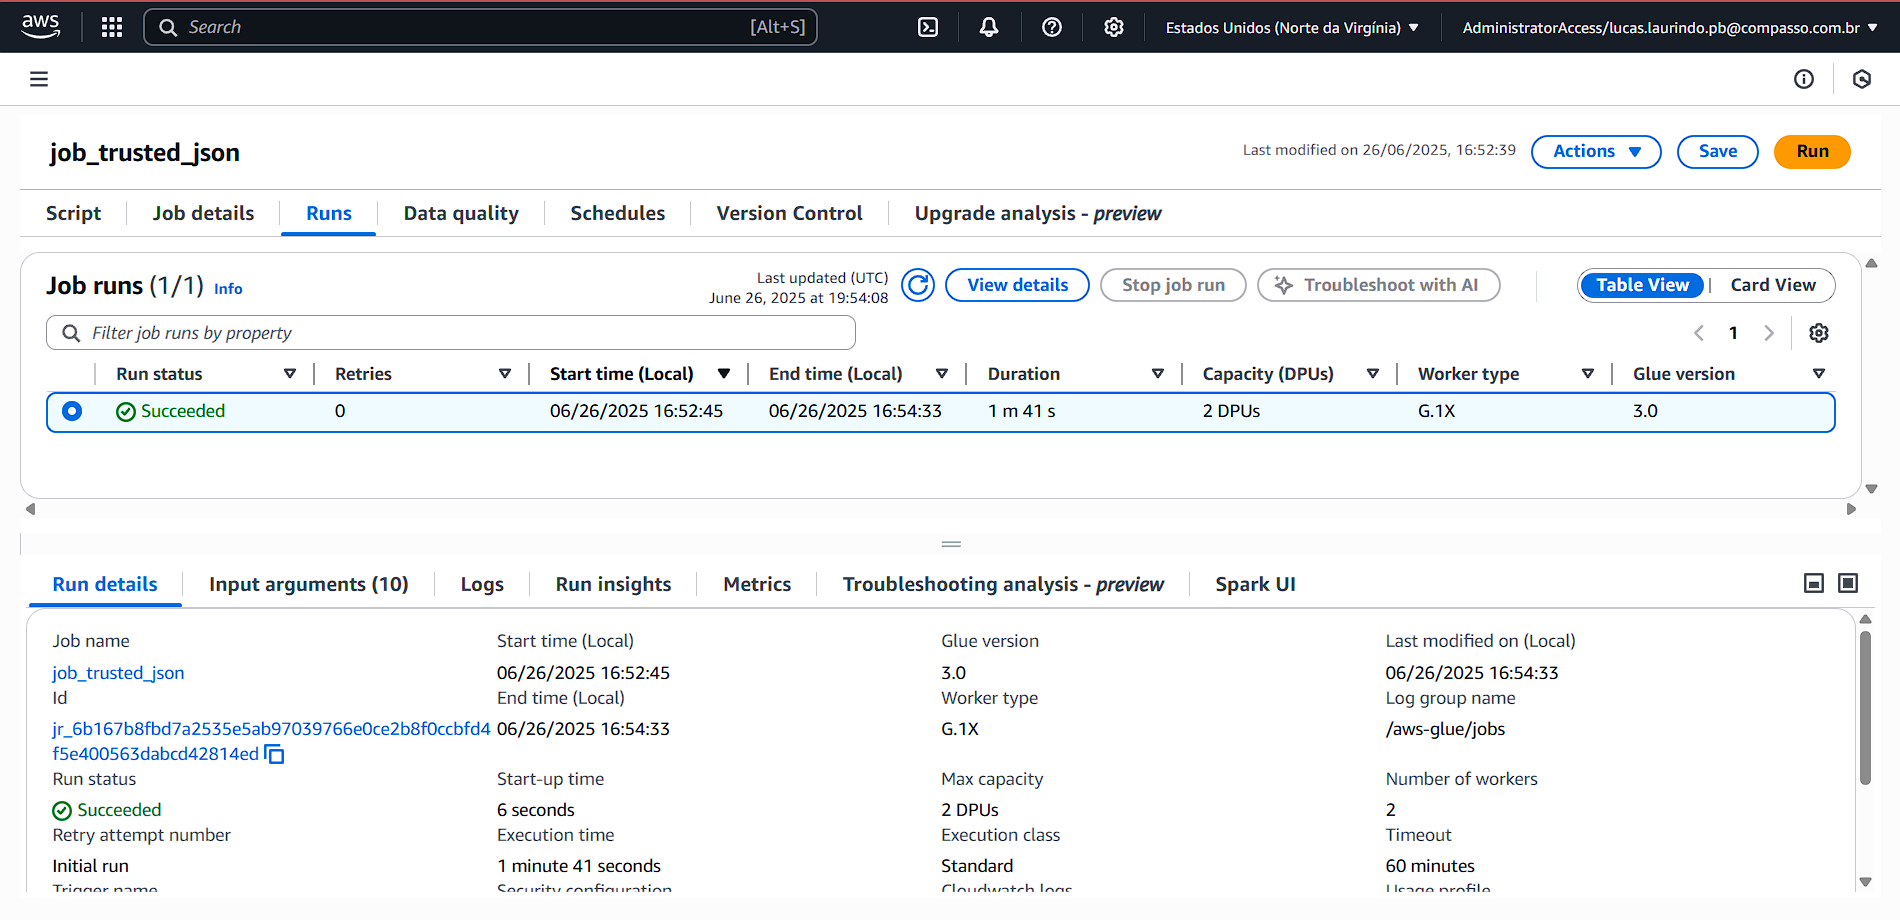 aws
Search [Alt+S]
Estados Unidos (Norte da Virgínia)
AdministratorAccess/lucas.laurindo.pb@compasso.com.br
job_trusted_json
Last modified on 26/06/2025, 16:52:39
Actions
Save
Run
Script
Job details
Runs
Data quality
Schedules
Version Control
Upgrade analysis - preview
Job runs (1/1) Info
Last updated (UTC)
June 26, 2025 at 19:54:08
View details
Stop job run
Troubleshoot with AI
Table View
Card View
Filter job runs by property
1
Run status Retries Start time (Local) End time (Local) Duration Capacity (DPUs) Worker type Glue version
Succeeded 0 06/26/2025 16:52:45 06/26/2025 16:54:33 1 m 41 s 2 DPUs G.1X 3.0
Run details
Input arguments (10)
Logs
Run insights
Metrics
Troubleshooting analysis - preview
Spark UI
Job name Start time (Local) Glue version Last modified on (Local)
job_trusted_json 06/26/2025 16:52:45 3.0 06/26/2025 16:54:33
Id End time (Local) Worker type Log group name
jr_6b167b8fbd7a2535e5ab97039766e0ce2b8f0ccbfd4 06/26/2025 16:54:33 G.1X /aws-glue/jobs
f5e400563dabcd42814ed
Run status Start-up time Max capacity Number of workers
Succeeded 6 seconds 2 DPUs 2
Retry attempt number Execution time Execution class Timeout
Initial run 1 minute 41 seconds Standard 60 minutes
Trigger name Security configuration Cloudwatch logs Usage profile